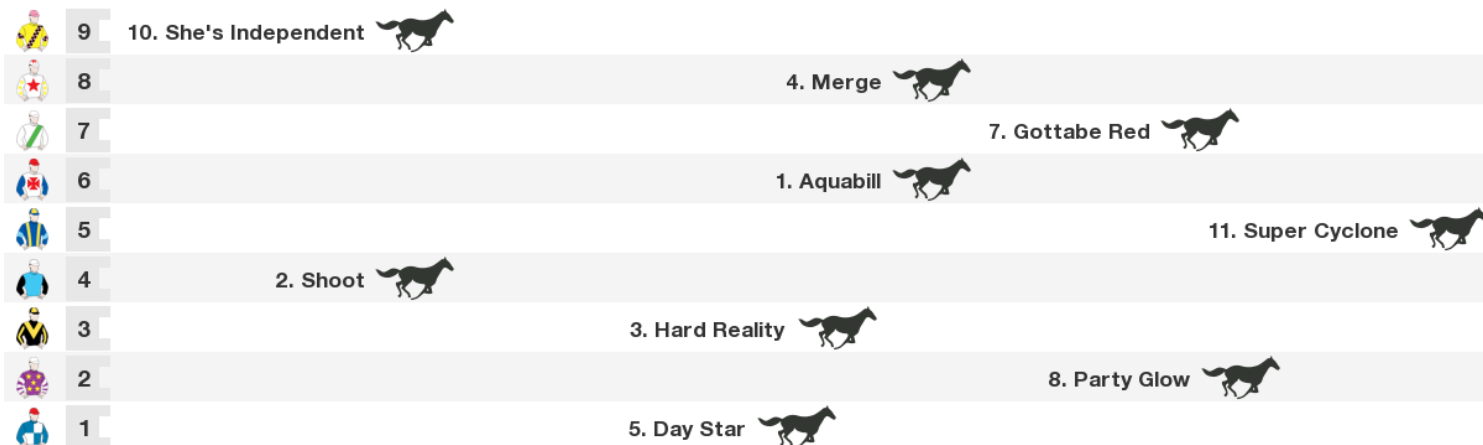 9 10. She's Independent
8 4. Merge
7 7. Gottabe Red
6 1. Aquabill
5 11. Super Cyclone
4 2. Shoot
3 3. Hard Reality
2 8. Party Glow
1 5. Day Star